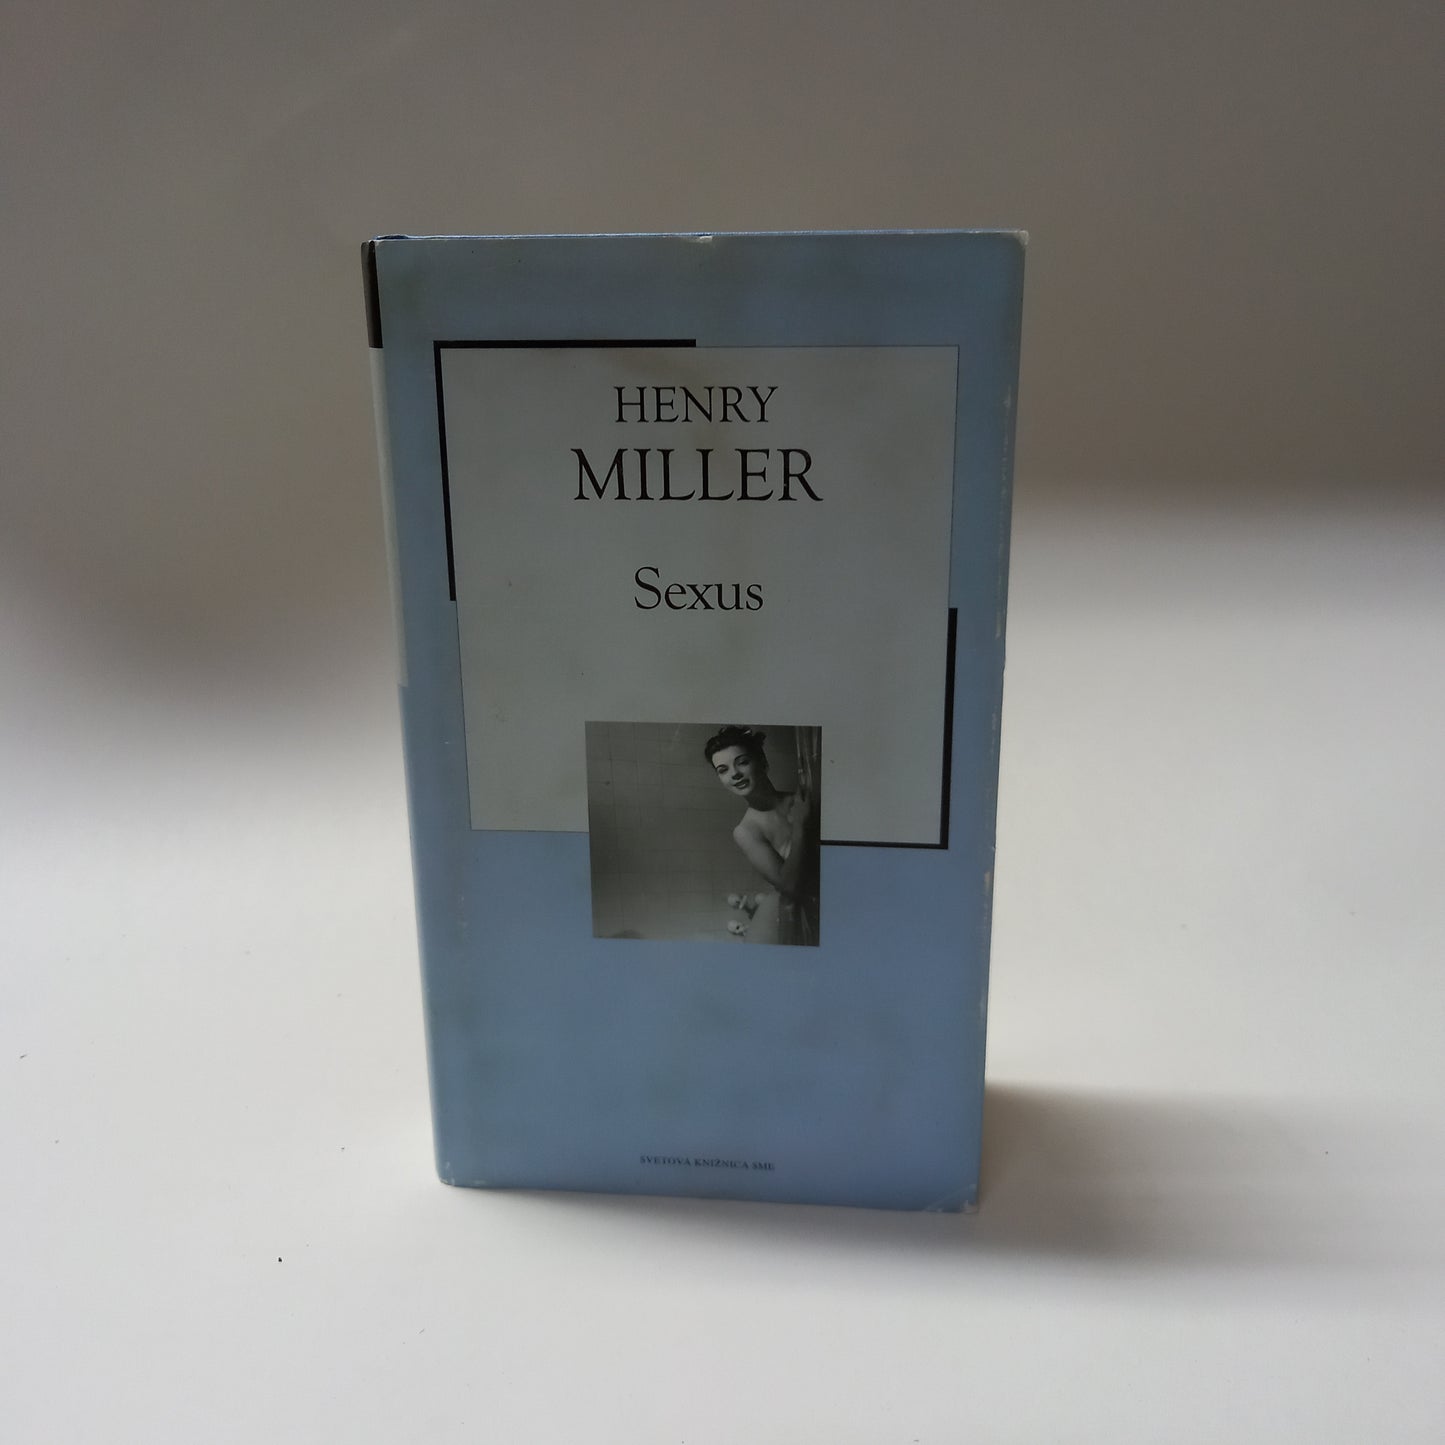 HENRY
MILLER
Sexus
SVETOVÁ KNIŽNICA SME